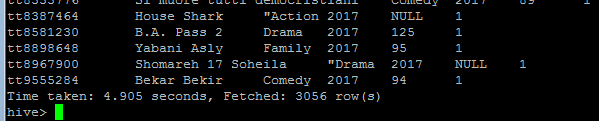 Si muore tutti democristiani Comedy 2017 89 1
tt8387464 House Shark "Action 2017 NULL 1
tt8581230 B.A. Pass 2 Drama 2017 125 1
tt8898648 Yabani Asly Family 2017 95 1
tt8967900 Shomareh 17 Soheila "Drama 2017 NULL 1
tt9555284 Bekar Bekir Comedy 2017 94 1
Time taken: 4.905 seconds, Fetched: 3056 row(s)
hive>